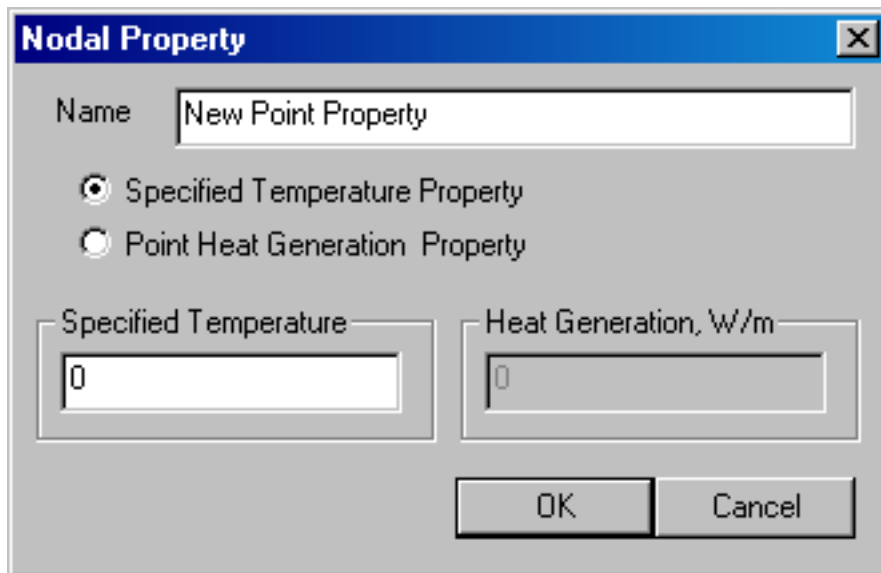 Nodal Property
Name New Point Property
Specified Temperature Property
Point Heat Generation Property
Specified Temperature Heat Generation, W/m
0 0
OK Cancel